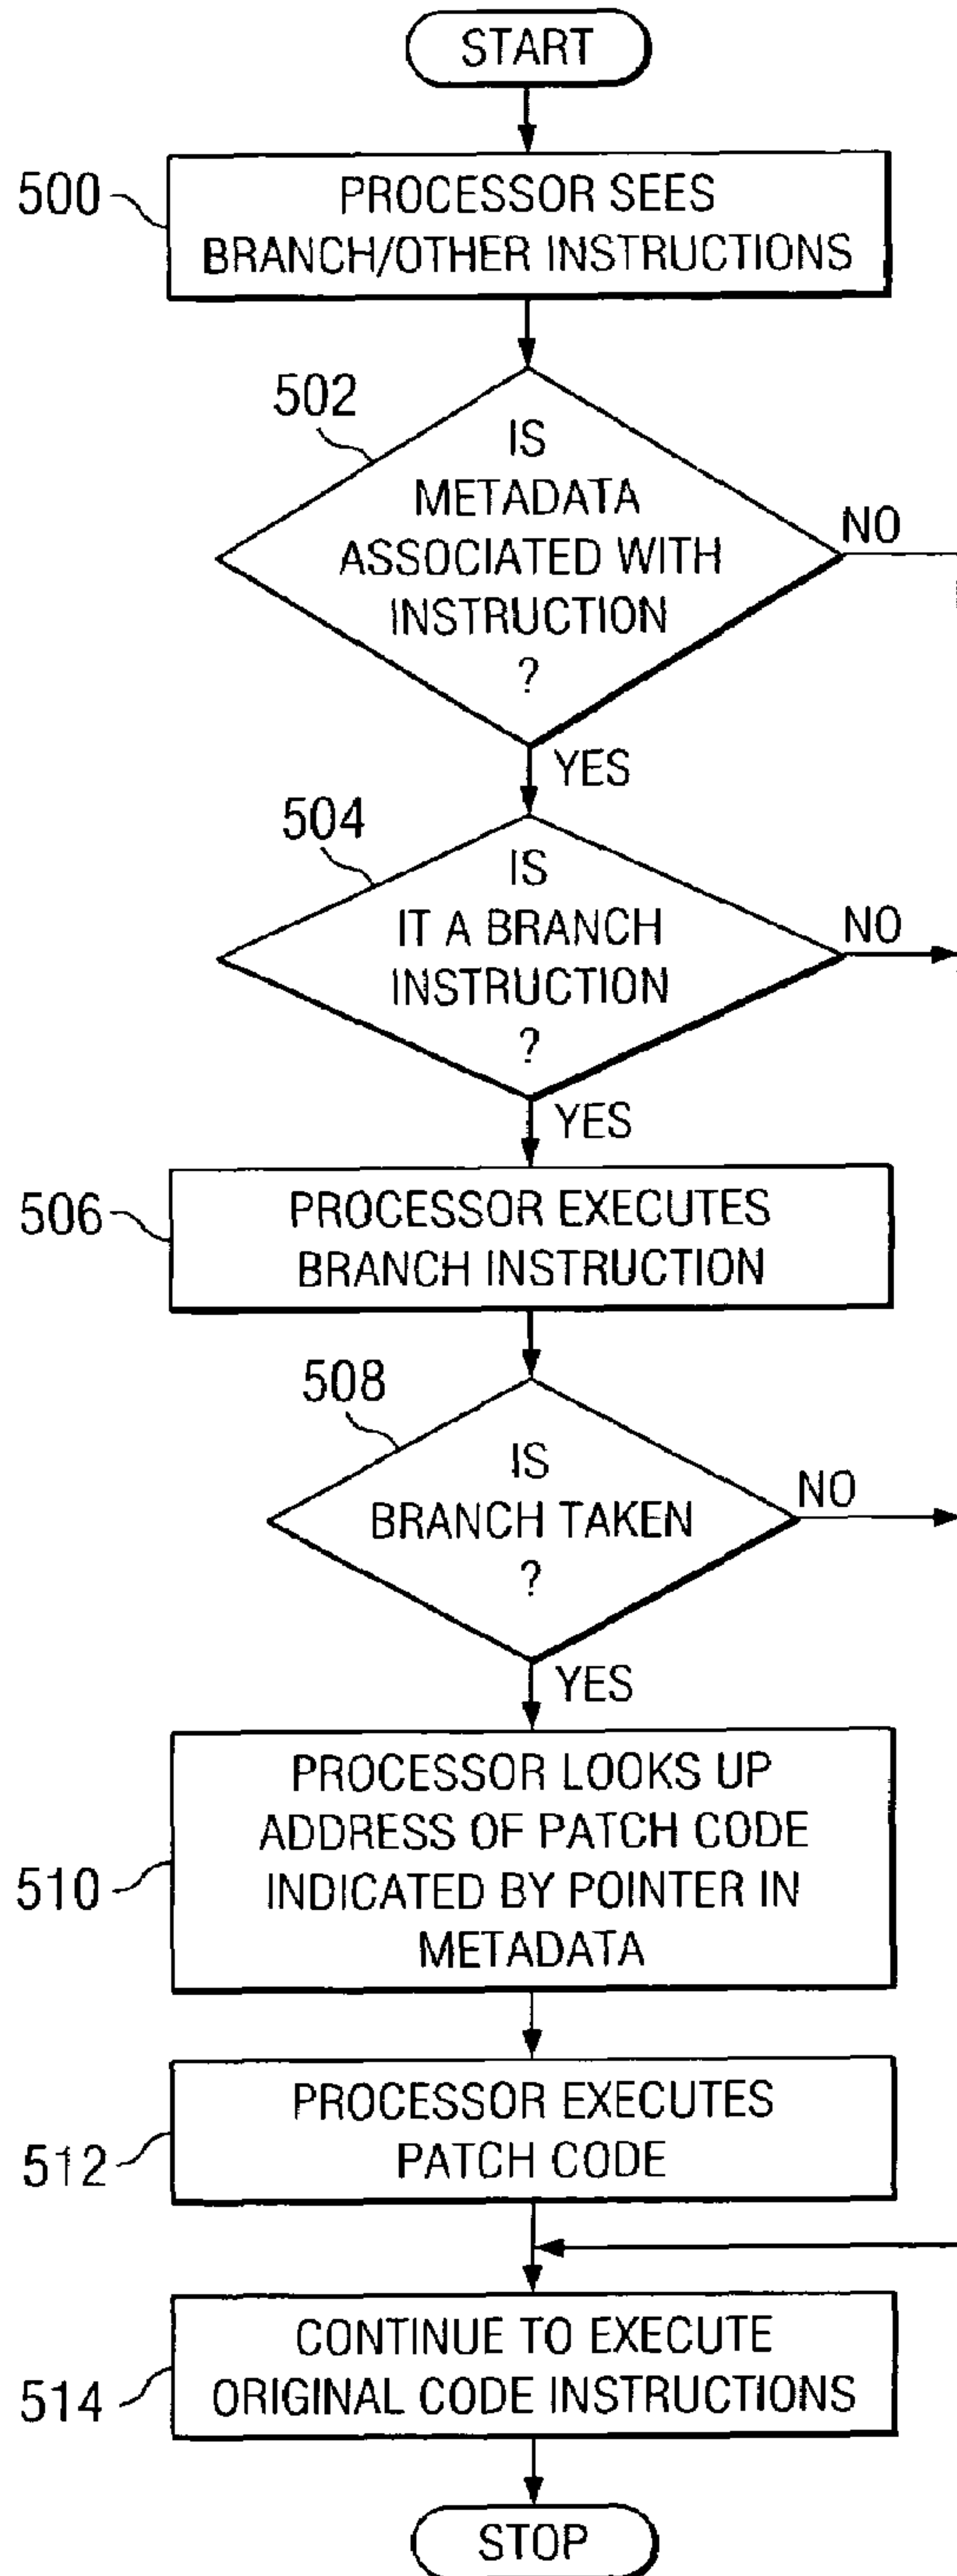 START
500
PROCESSOR SEES
BRANCH/OTHER INSTRUCTIONS
502
IS
METADATA
ASSOCIATED WITH
INSTRUCTION
?
NO
YES
504
IS
IT A BRANCH
INSTRUCTION
?
NO
YES
506
PROCESSOR EXECUTES
BRANCH INSTRUCTION
508
IS
BRANCH TAKEN
?
NO
YES
510
PROCESSOR LOOKS UP
ADDRESS OF PATCH CODE
INDICATED BY POINTER IN
METADATA
512
PROCESSOR EXECUTES
PATCH CODE
514
CONTINUE TO EXECUTE
ORIGINAL CODE INSTRUCTIONS
STOP